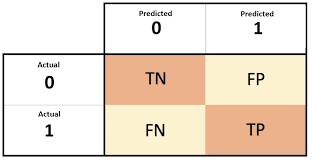 Predicted Predicted
0 1
Actual
0 TN FP
Actual
1 FN TP